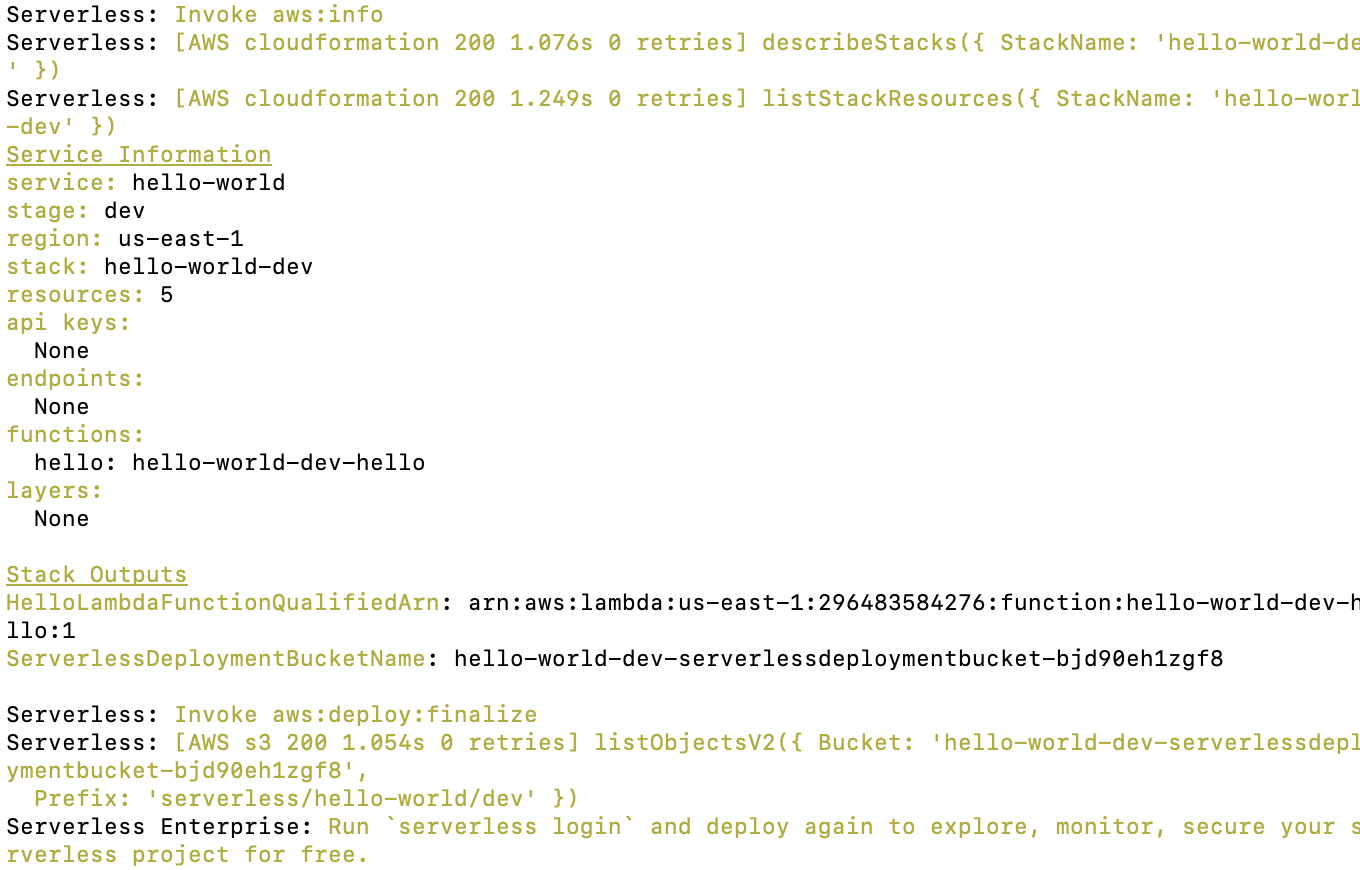 Serverless: Invoke aws:info
Serverless: [AWS cloudformation 200 1.076s 0 retries] describeStacks({ StackName: 'hello-world-de
' })
Serverless: [AWS cloudformation 200 1.249s 0 retries] listStackResources({ StackName: 'hello-worl
-dev' })
Service Information
service: hello-world
stage: dev
region: us-east-1
stack: hello-world-dev
resources: 5
api keys:
  None
endpoints:
  None
functions:
  hello: hello-world-dev-hello
layers:
  None

Stack Outputs
HelloLambdaFunctionQualifiedArn: arn:aws:lambda:us-east-1:296483584276:function:hello-world-dev-h
llo:1
ServerlessDeploymentBucketName: hello-world-dev-serverlessdeploymentbucket-bjd90eh1zgf8

Serverless: Invoke aws:deploy:finalize
Serverless: [AWS s3 200 1.054s 0 retries] listObjectsV2({ Bucket: 'hello-world-dev-serverlessdepl
ymentbucket-bjd90eh1zgf8',
  Prefix: 'serverless/hello-world/dev' })
Serverless Enterprise: Run `serverless login` and deploy again to explore, monitor, secure your s
rverless project for free.